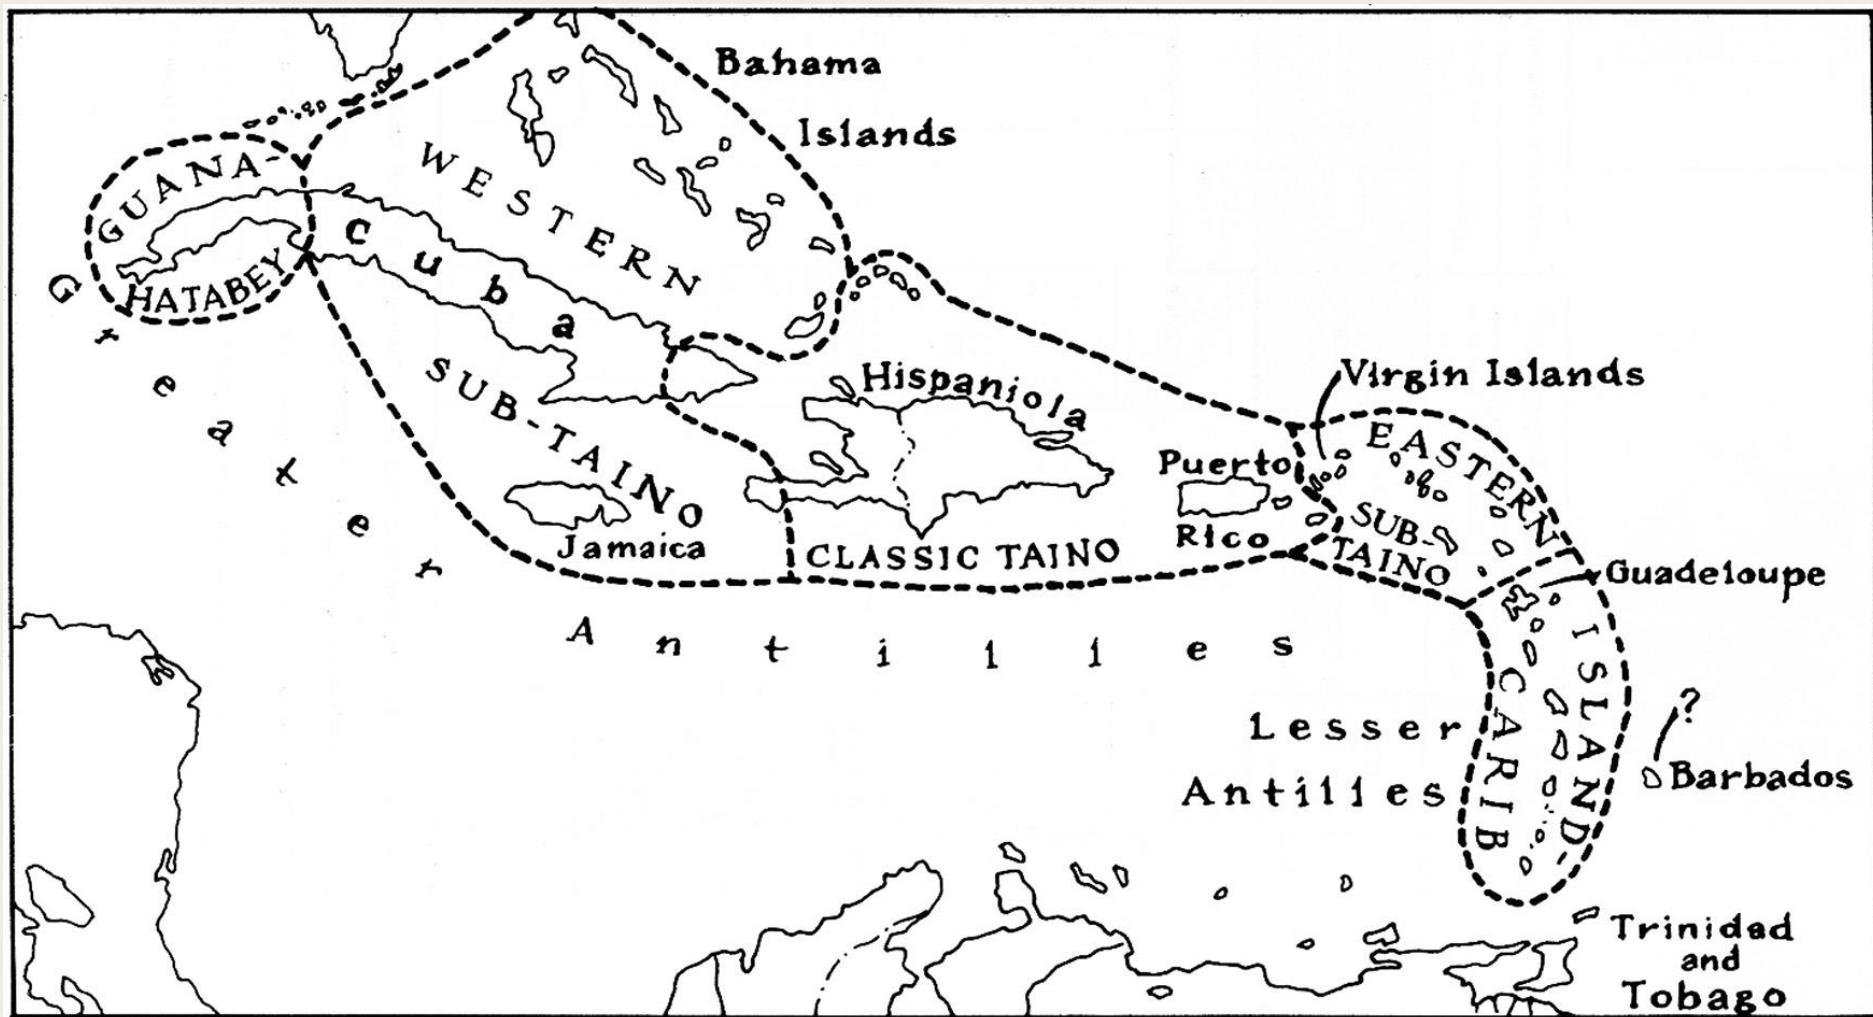 Bahama
Islands
GUANA-
HATABEY
WESTERN
SUB-TAINO
Cuba
Hispaniola
Virgin Islands
EASTERN
SUB-
TAINO
Puerto
Rico
Jamaica
CLASSIC TAINO
Guadeloupe
Greater
Antilles
ISLAND-
CARIB
Lesser
Antilles
?
Barbados
Trinidad
and
Tobago